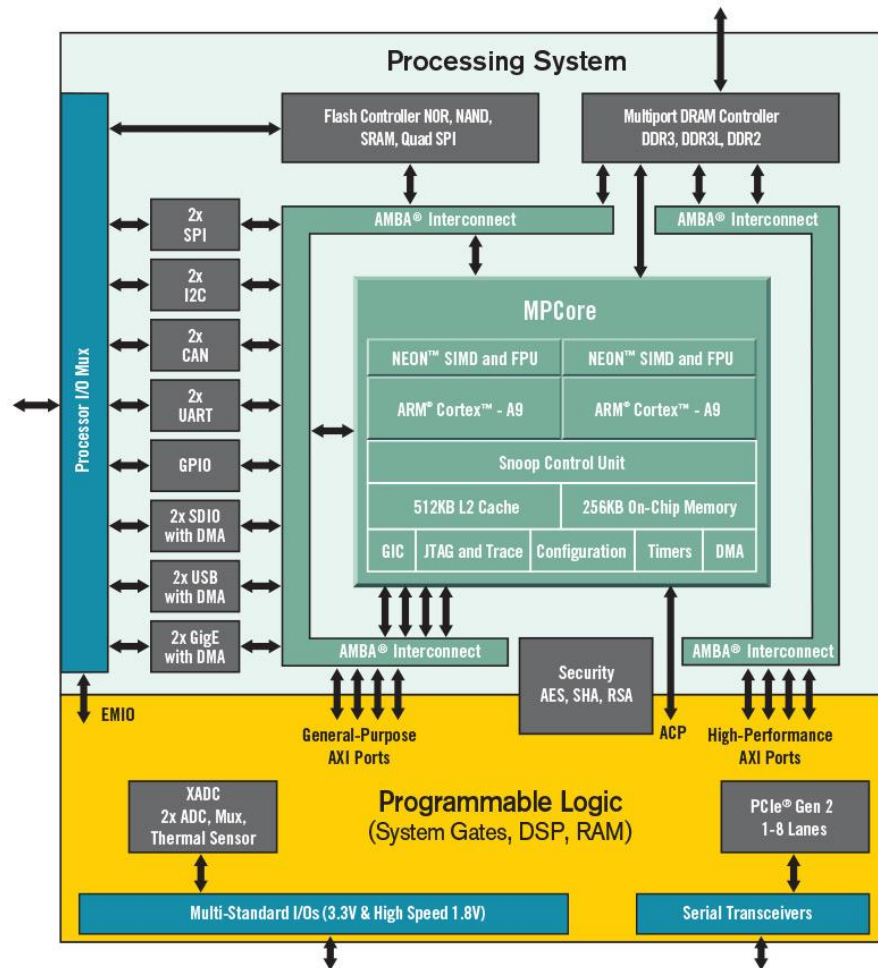 Processing System
Flash Controller NOR, NAND,
SRAM, Quad SPI
Multiport DRAM Controller
DDR3, DDR3L, DDR2
AMBA® Interconnect
AMBA® Interconnect
Processor I/O Mux
2x
SPI
2x
I2C
2x
CAN
2x
UART
GPIO
2x SDIO
with DMA
2x USB
with DMA
2x GigE
with DMA
MPCore
NEON™ SIMD and FPU
NEON™ SIMD and FPU
ARM® Cortex™ - A9
ARM® Cortex™ - A9
Snoop Control Unit
512KB L2 Cache
256KB On-Chip Memory
GIC
JTAG and Trace
Configuration
Timers
DMA
AMBA® Interconnect
AMBA® Interconnect
Security
AES, SHA, RSA
EMIO
General-Purpose
AXI Ports
ACP
High-Performance
AXI Ports
XADC
2x ADC, Mux,
Thermal Sensor
Programmable Logic
(System Gates, DSP, RAM)
PCIe® Gen 2
1-8 Lanes
Multi-Standard I/Os (3.3V & High Speed 1.8V)
Serial Transceivers